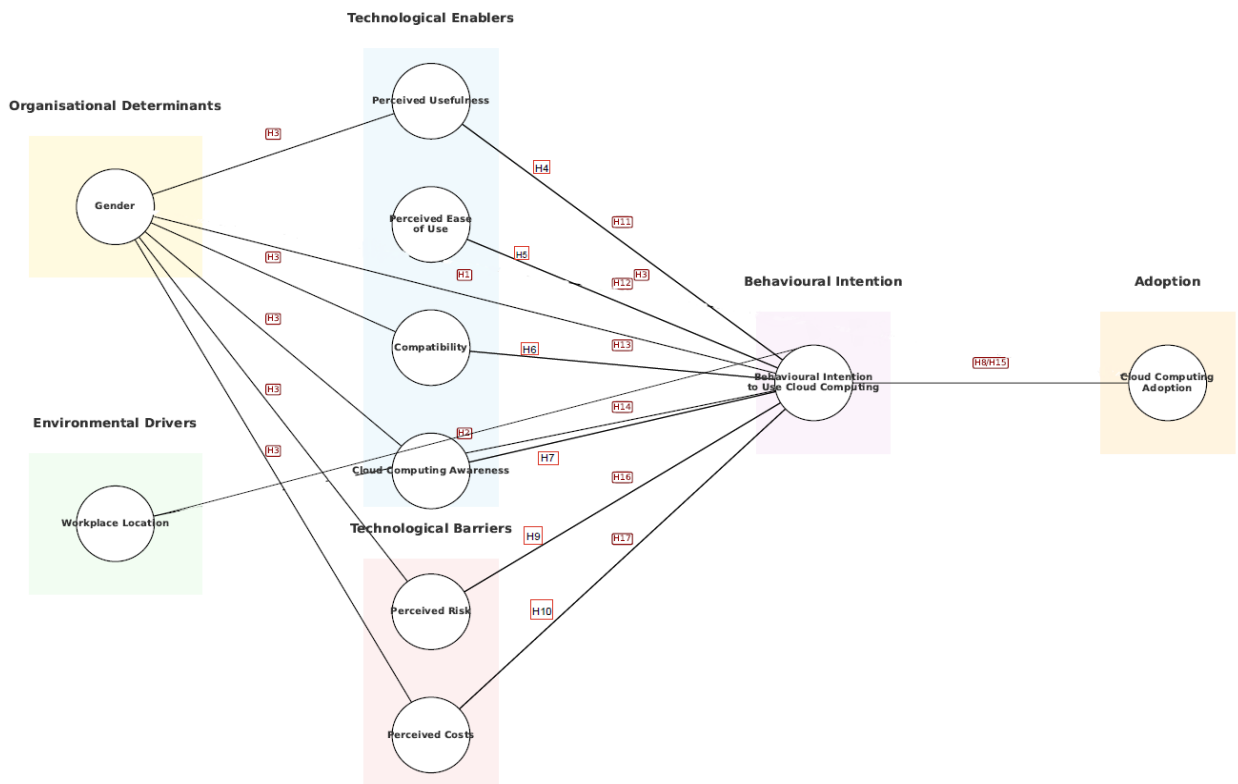 Technological Enablers
Perceived Usefulness
Organisational Determinants
H3
H4
Gender
Perceived Ease
of Use
H11
H5
H3
H1
H3
H12
Behavioural Intention
Adoption
H3
Compatibility
H6
H13
H8/H15
Behavioural Intention
to Use Cloud Computing
Cloud Computing
Adoption
H3
H14
Environmental Drivers
H2
H3
H7
Cloud Computing Awareness
H16
Workplace Location
Technological Barriers
H9
H17
Perceived Risk
H10
Perceived Costs